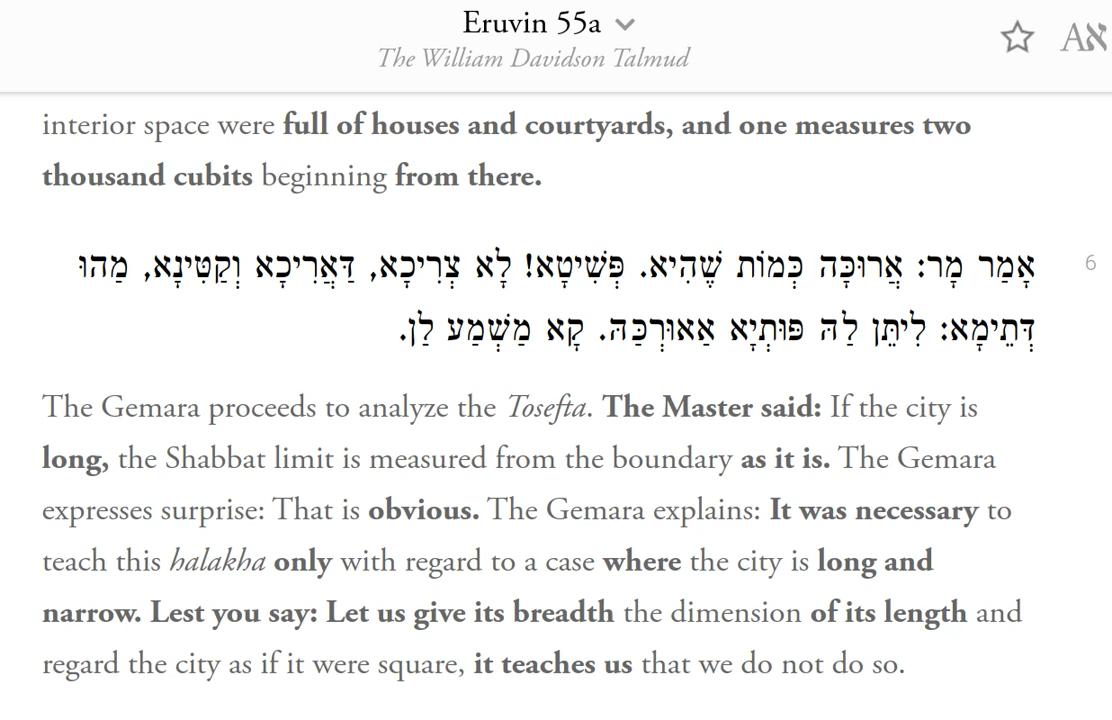 Eruvin 55a
The William Davidson Talmud
Aא
interior space were full of houses and courtyards, and one measures two
thousand cubits beginning from there.
אָמַר מָר: אֲרוּכָּה כְּמוֹת שֶׁהִיא. פְּשִׁיטָא! לָא צְרִיכָא, דַּאֲרִיכָא וְקַטִּינָא, מַהוּ
6
דְּתֵימָא: לִיתֵּן לַהּ פּוּתְיָא אַאוּרְכַּהּ. קָא מַשְׁמַע לַן.
The Gemara proceeds to analyze the Tosefta. The Master said: If the city is
long, the Shabbat limit is measured from the boundary as it is. The Gemara
expresses surprise: That is obvious. The Gemara explains: It was necessary to
teach this halakha only with regard to a case where the city is long and
narrow. Lest you say: Let us give its breadth the dimension of its length and
regard the city as if it were square, it teaches us that we do not do so.